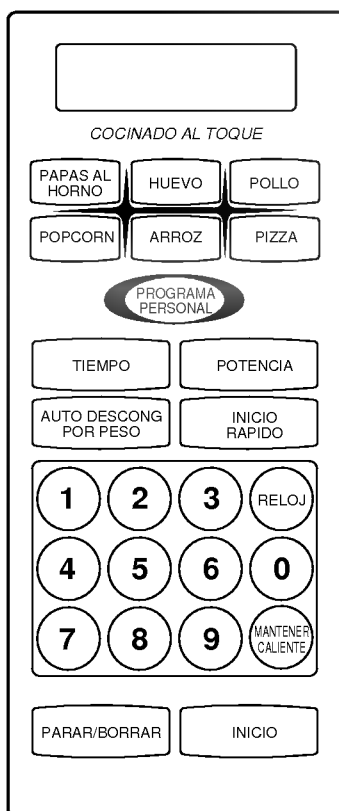 COCINADO AL TOQUE
PAPAS AL
HORNO
HUEVO
POLLO
POPCORN
ARROZ
PIZZA
PROGRAMA
PERSONAL
TIEMPO
POTENCIA
AUTO DESCONG
POR PESO
INICIO
RAPIDO
1 2 3 RELOJ
4 5 6 0
7 8 9 MANTENER
CALIENTE
PARAR/BORRAR
INICIO